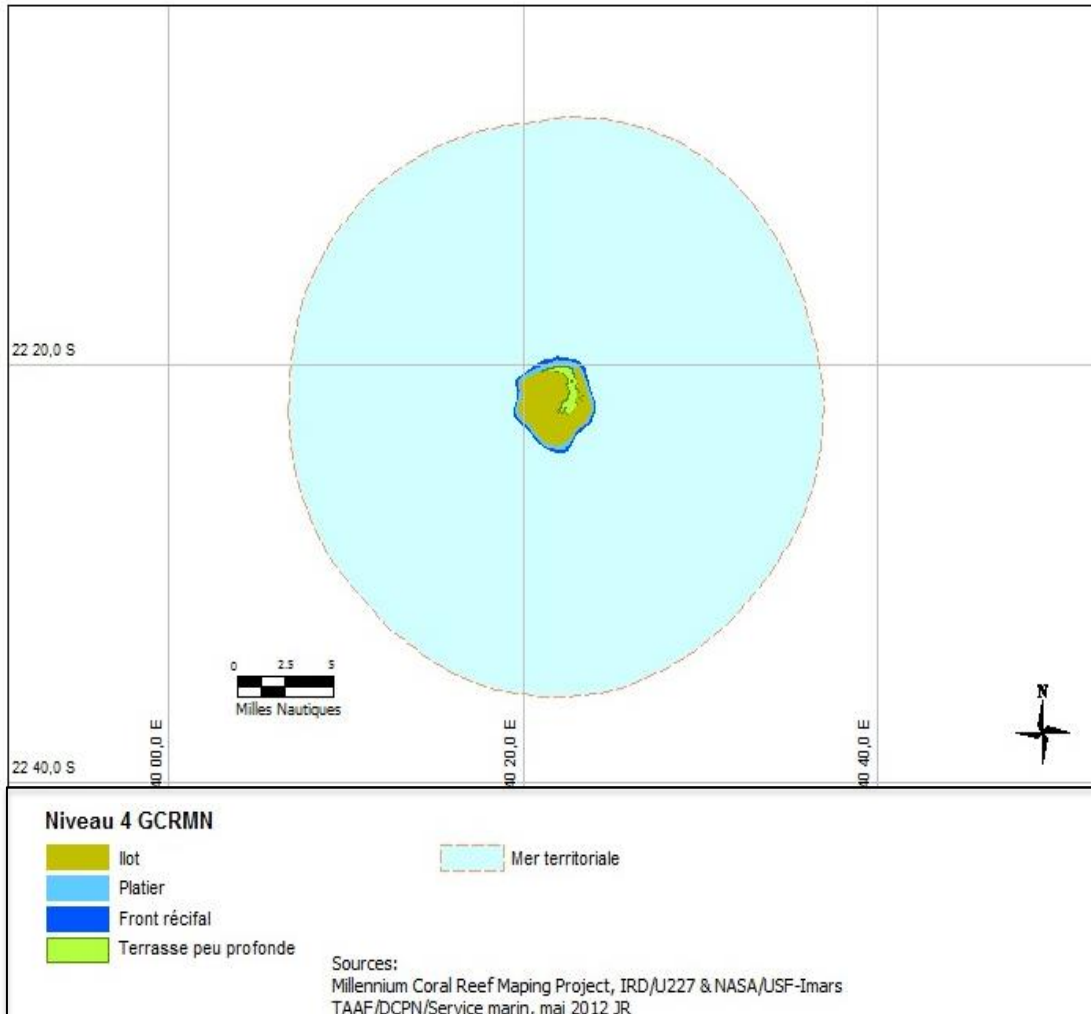 22 20,0 S
0 2.5 5
Milles Nautiques
N
22 40,0 S
40 00,0 E
40 20,0 E
40 40,0 E
Niveau 4 GCRMN
Ilot
Platier
Front récifal
Terrasse peu profonde
Mer territoriale
Sources:
Millennium Coral Reef Maping Project, IRD/U227 & NASA/USF-Imars
TAAF/DCPN/Service marin, mai 2012 JR